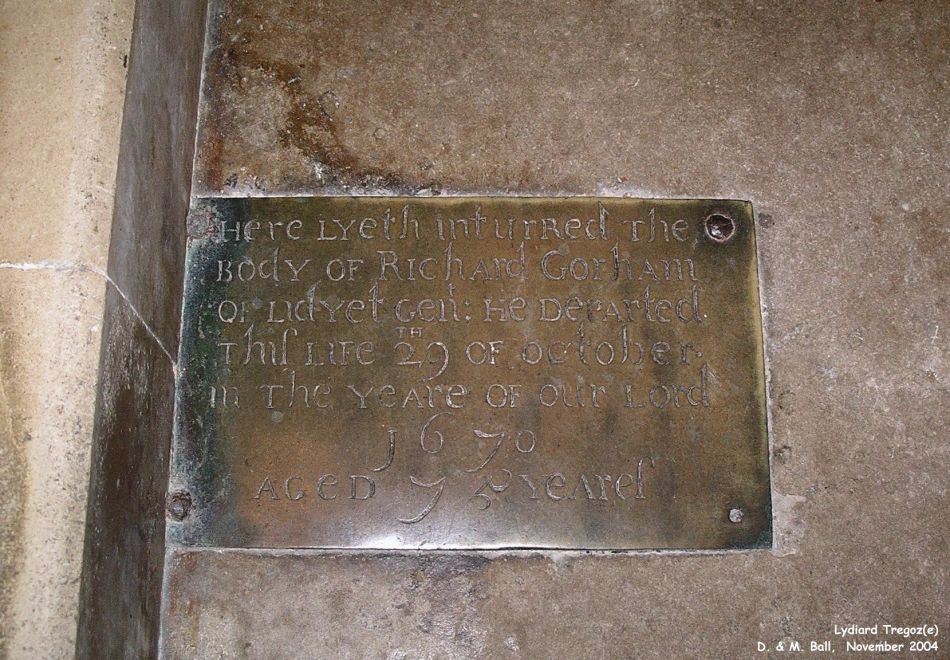 Here Lyeth inturred The
Body of Richard Gorham
of Lidyet Gen: He departed
Thiſ Life 29TH of October.
in The yeare of our Lord
1670
Aged 75 yeareſ
Lydiard Tregoz(e)
D. & M. Ball, November 2004